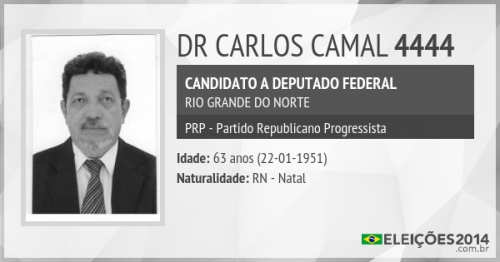 DR CARLOS CAMAL 4444
CANDIDATO A DEPUTADO FEDERAL
RIO GRANDE DO NORTE
PRP - Partido Republicano Progressista
Idade: 63 anos (22-01-1951)
Naturalidade: RN - Natal
ELEIÇÕES2014
.com.br